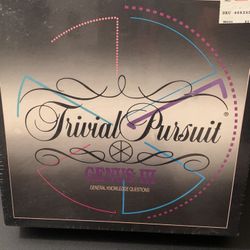 Trivial Pursuit®
GENUS III
GENERAL KNOWLEDGE QUESTIONS